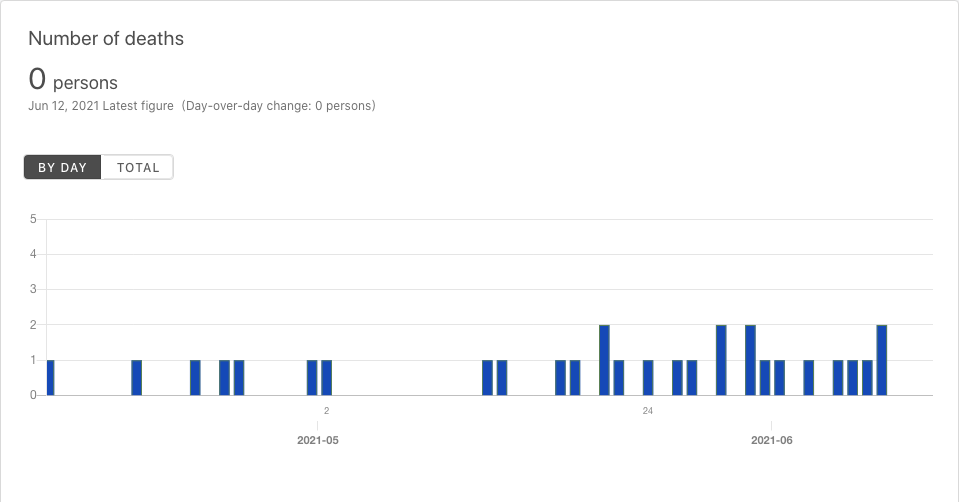 Number of deaths
0 persons
Jun 12, 2021 Latest figure (Day-over-day change: 0 persons)
BY DAY TOTAL
5
4
3
2
1
0
2 24
2021-05 2021-06